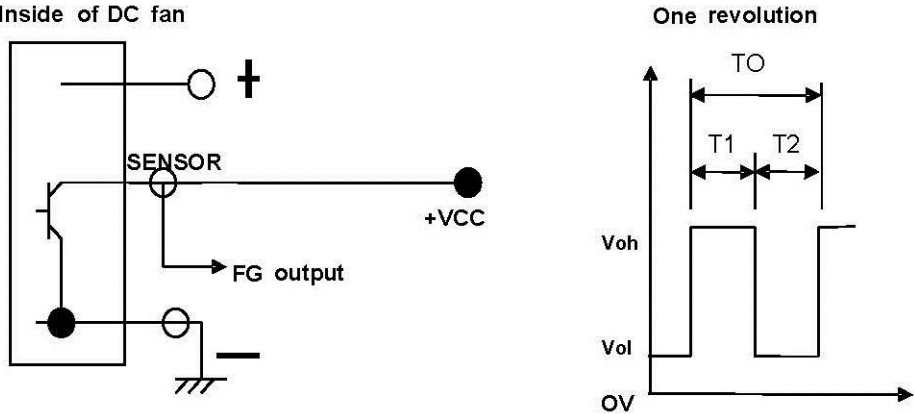 Inside of DC fan
+
SENSOR
+VCC
FG output
—
One revolution
TO
T1 T2
Voh
Vol
OV